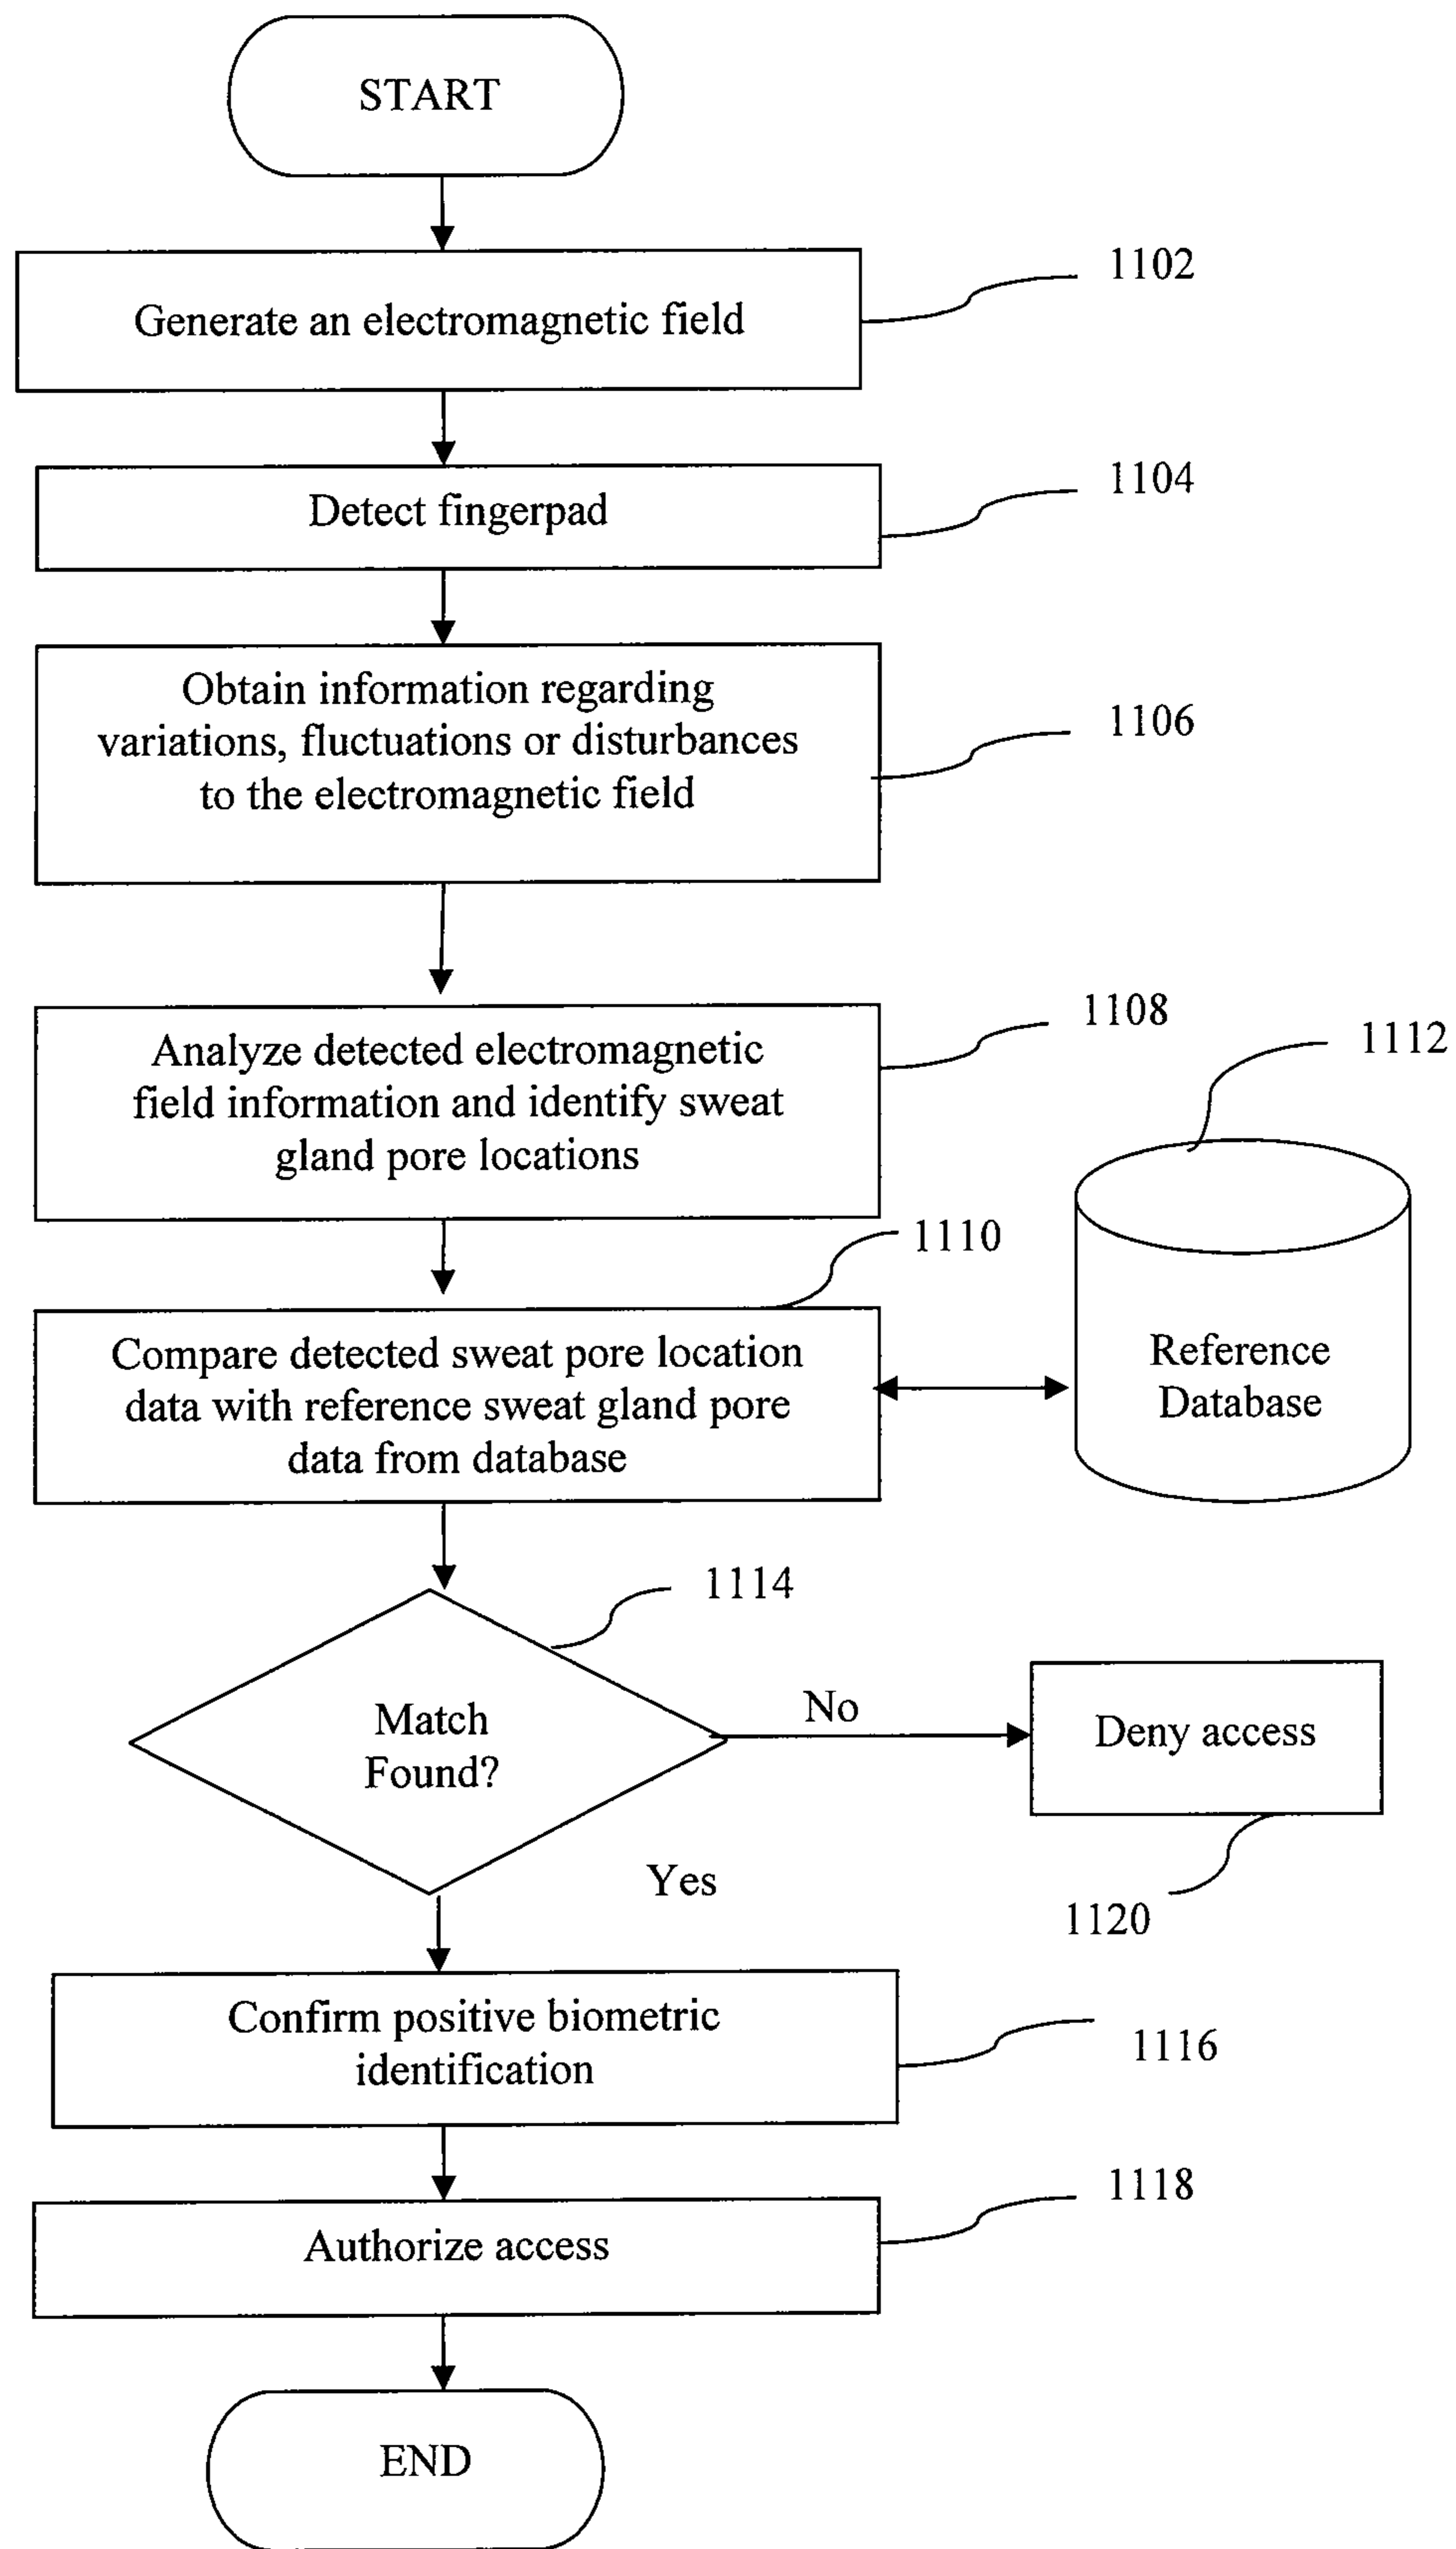 START
1102
Generate an electromagnetic field
1104
Detect fingerpad
Obtain information regarding
variations, fluctuations or disturbances
to the electromagnetic field
1106
1108
Analyze detected electromagnetic
field information and identify sweat
gland pore locations
1112
1110
Compare detected sweat pore location
data with reference sweat gland pore
data from database
Reference
Database
1114
Match
Found?
No
Deny access
Yes
1120
Confirm positive biometric
identification
1116
1118
Authorize access
END